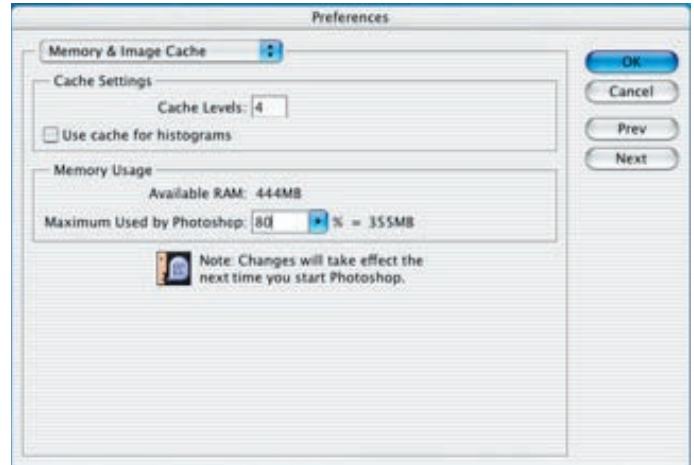 Preferences
Memory & Image Cache
OK
Cache Settings
Cancel
Cache Levels: 4
Use cache for histograms
Prev
Next
Memory Usage
Available RAM: 444MB
Maximum Used by Photoshop: 80 % = 355MB
Note: Changes will take effect the
next time you start Photoshop.